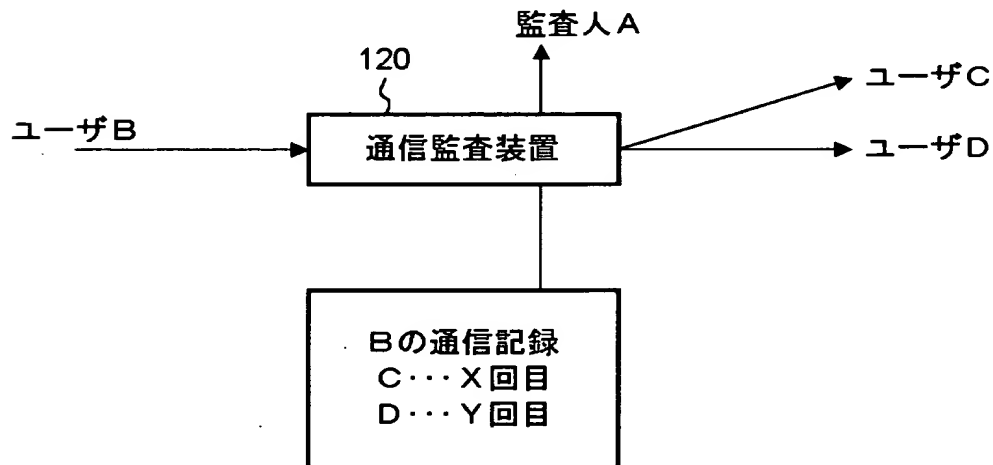 監査人A
120
ユーザB
通信監査装置
ユーザC
ユーザD
Bの通信記録
C・・・X回目
D・・・Y回目